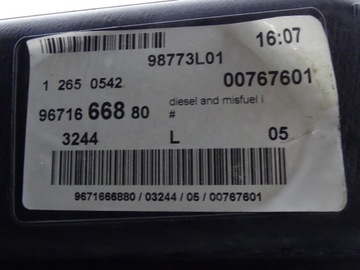 16:07
98773L01
1 265 0542
00767601
96716 668 80
diesel and misfuel i
#
3244 L 05
9671666880 / 03244 / 05 / 00767601